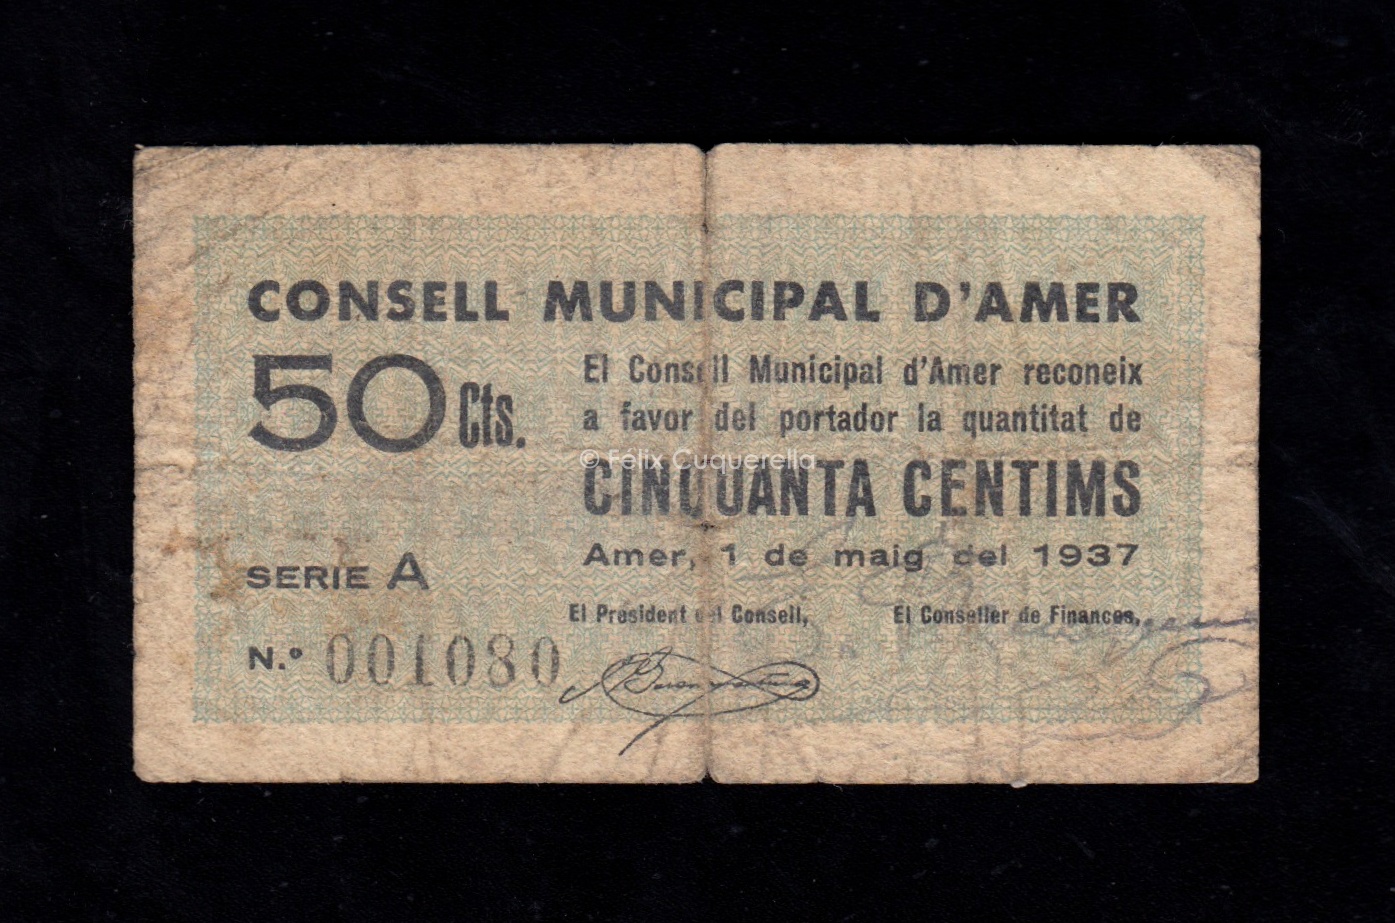 CONSELL MUNICIPAL D'AMER
50 Cts.
El Consell Municipal d'Amer reconeix
a favor del portador la quantitat de
© Fèlix Cuquerella
CINQUANTA CENTIMS
Amer, 1 de maig del 1937
SERIE A
El President del Consell, El Conseller de Finances,
N.º 001080